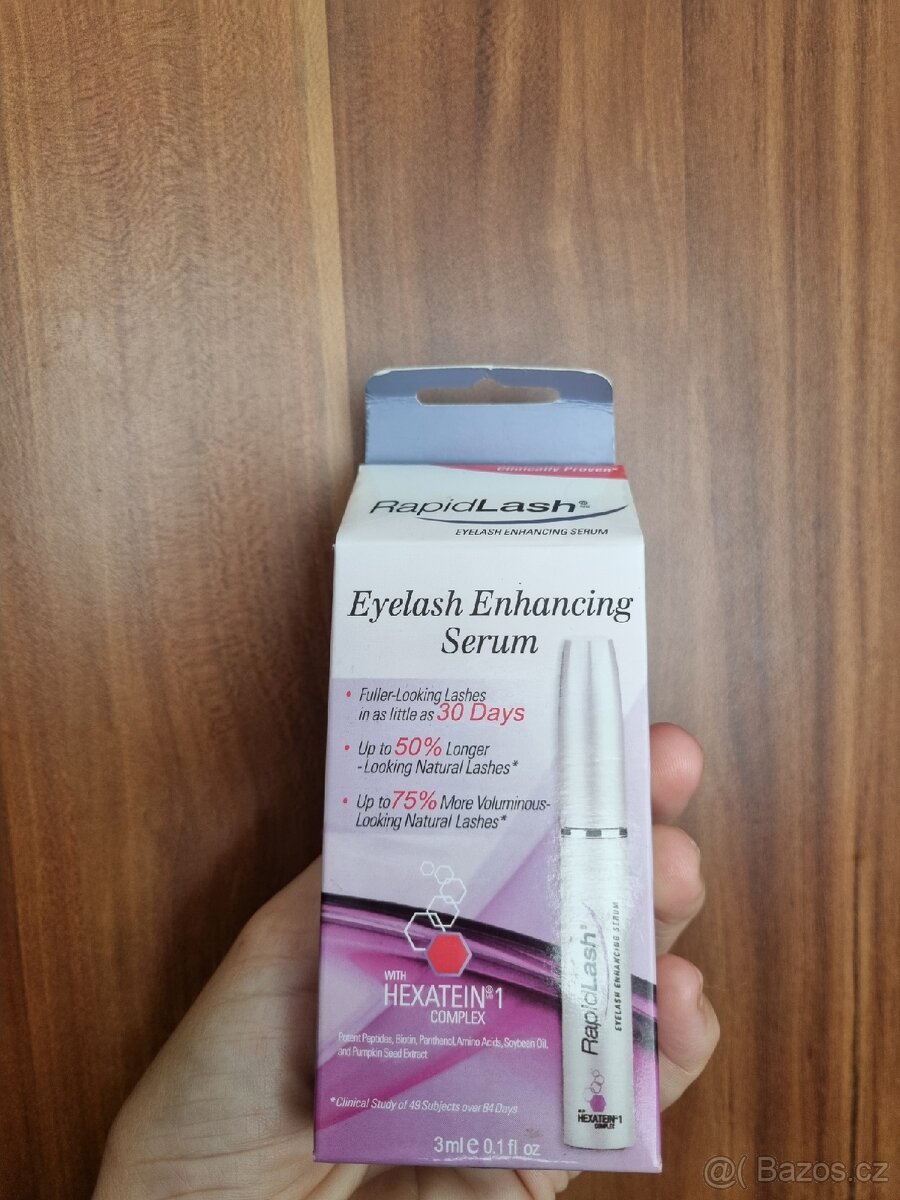 Clinically Proven*
RapidLash®
EYELASH ENHANCING SERUM
Eyelash Enhancing
Serum
• Fuller-Looking Lashes
in as little as 30 Days
• Up to 50% Longer
-Looking Natural Lashes*
• Up to 75% More Voluminous-
Looking Natural Lashes*
WITH
HEXATEIN® 1
COMPLEX
Potent Peptides, Biotin, Panthenol, Amino Acids, Soybean Oil,
and Pumpkin Seed Extract
*Clinical Study of 49 Subjects over 84 Days
3ml e 0.1 fl oz
RapidLash®
EYELASH ENHANCING SERUM
HEXATEIN® 1
COMPLEX
@( Bazos.cz